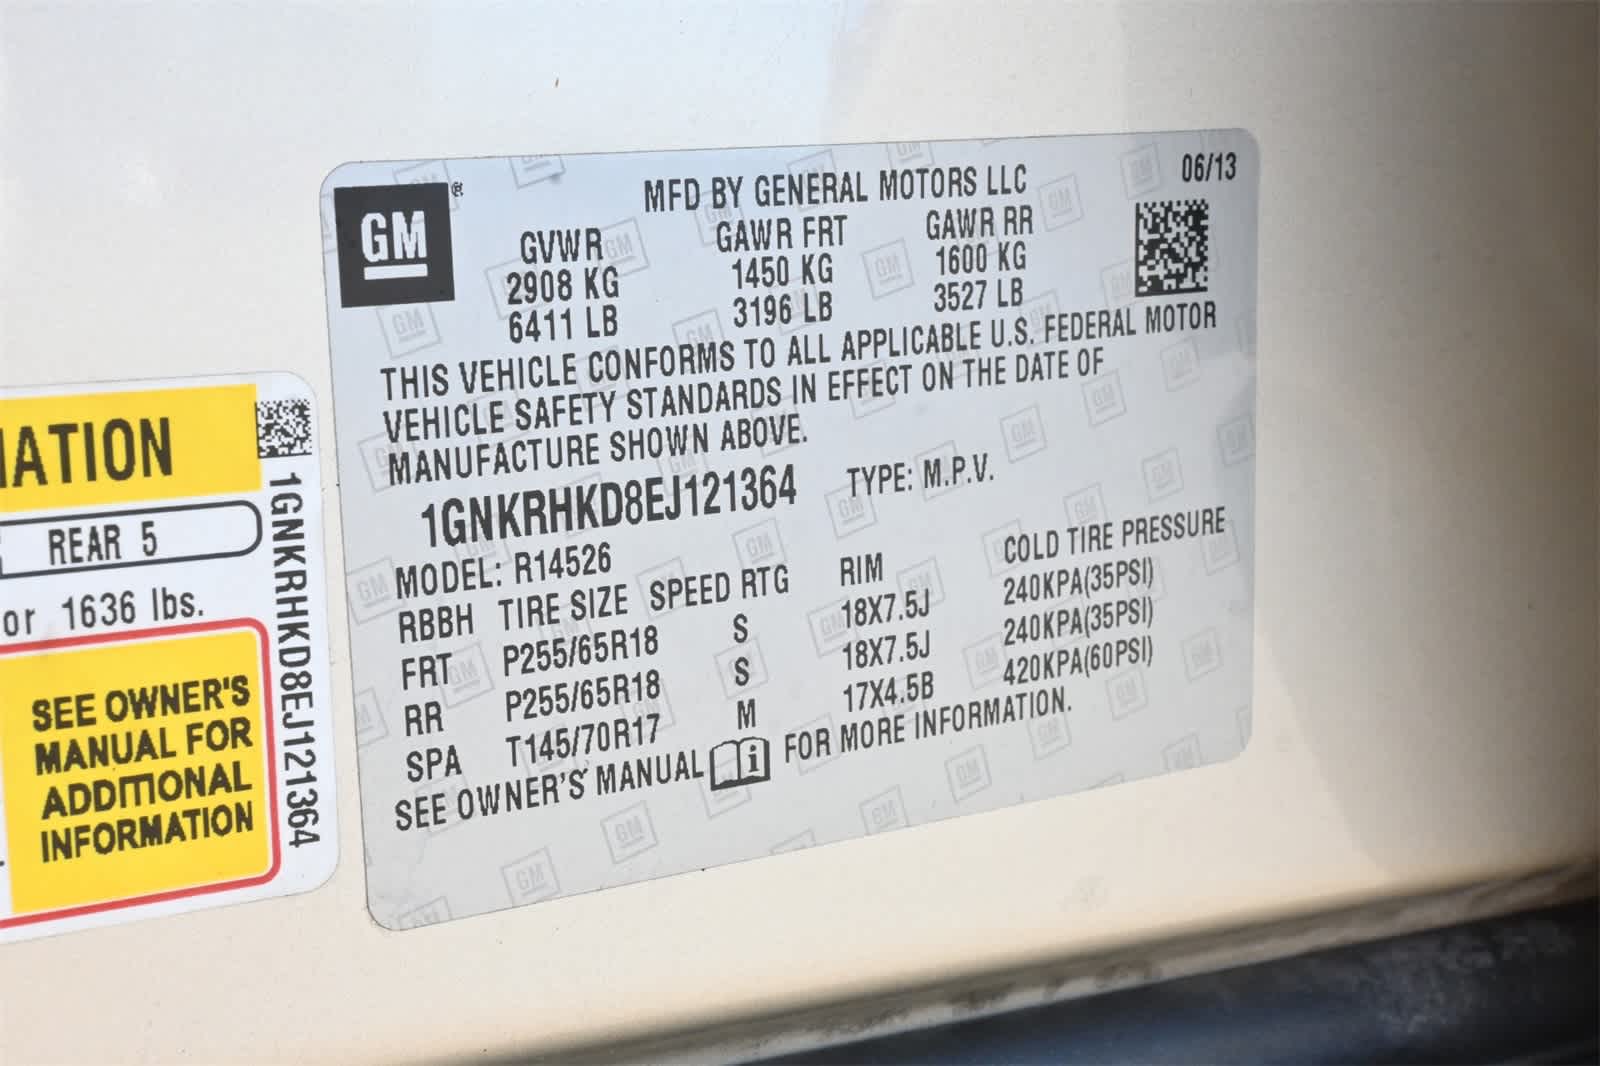 GM
MFD BY GENERAL MOTORS LLC
06/13
GVWR GAWR FRT GAWR RR
2908 KG 1450 KG 1600 KG
6411 LB 3196 LB 3527 LB
THIS VEHICLE CONFORMS TO ALL APPLICABLE U.S. FEDERAL MOTOR
VEHICLE SAFETY STANDARDS IN EFFECT ON THE DATE OF
MANUFACTURE SHOWN ABOVE.
1GNKRHKD8EJ121364 TYPE: M.P.V.
MODEL: R14526
RBBH TIRE SIZE SPEED RTG RIM COLD TIRE PRESSURE
FRT P255/65R18 S 18X7.5J 240KPA(35PSI)
RR P255/65R18 S 18X7.5J 240KPA(35PSI)
SPA T145/70R17 M 17X4.5B 420KPA(60PSI)
SEE OWNER'S MANUAL i FOR MORE INFORMATION.
MATION
REAR 5
or 1636 lbs.
SEE OWNER'S
MANUAL FOR
ADDITIONAL
INFORMATION
1GNKRHKD8EJ121364